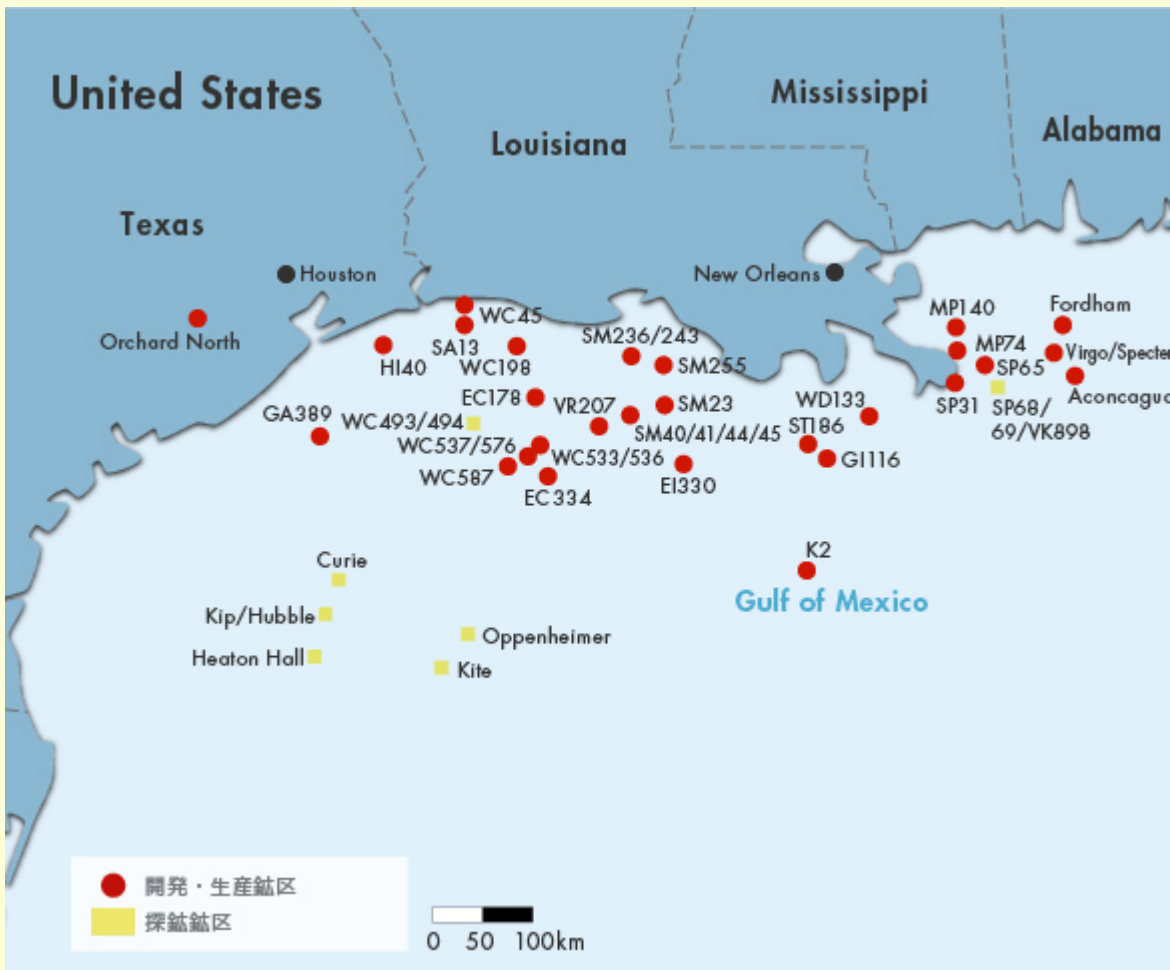 United States
Mississippi
Alabama
Louisiana
Texas
Houston
New Orleans
Orchard North
WC45
SA13
HI40
WC198
SM236/243
SM255
MP140
Fordham
MP74
SP65
Virgo/Specter
Aconcagua
SP31
SP68/
69/VK898
EC178
VR207
SM23
WD133
ST186
GA389
WC493/494
SM40/41/44/45
WC537/576
WC533/536
WC587
EC334
EI330
GI116
K2
Gulf of Mexico
Curie
Kip/Hubble
Heaton Hall
Oppenheimer
Kite
開発・生産鉱区
探鉱鉱区
0 50 100km